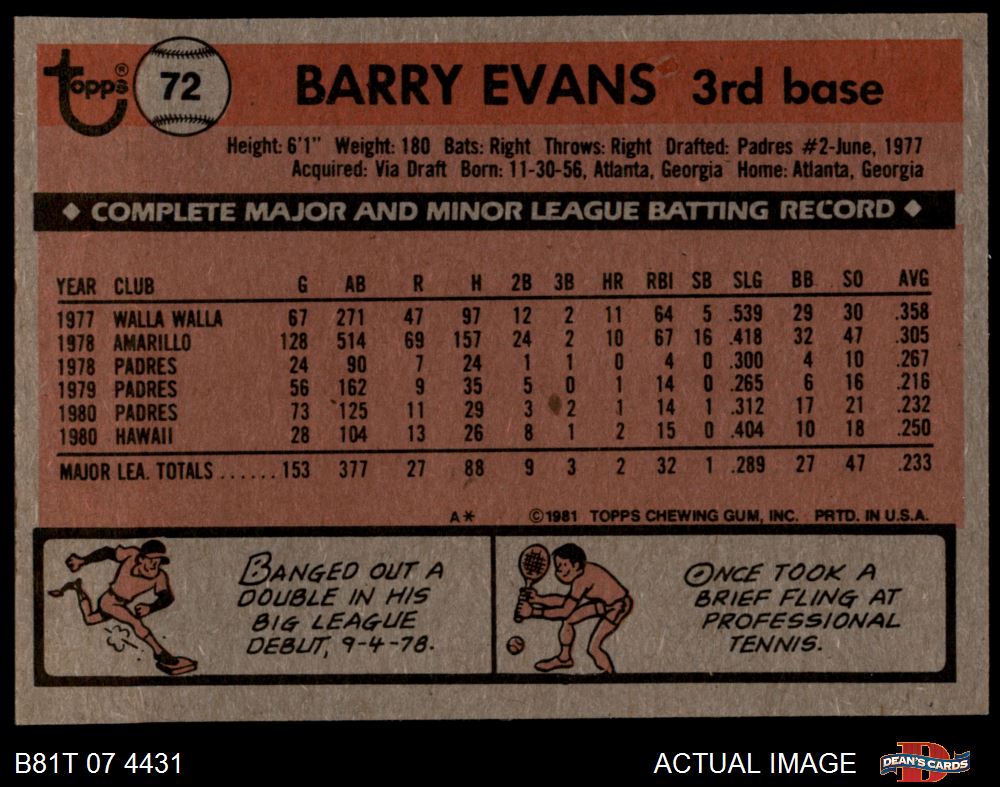 Topps® 72 BARRY EVANS 3rd base
Height: 6'1" Weight: 180 Bats: Right Throws: Right Drafted: Padres #2-June, 1977
Acquired: Via Draft Born: 11-30-56, Atlanta, Georgia Home: Atlanta, Georgia
◆ COMPLETE MAJOR AND MINOR LEAGUE BATTING RECORD ◆
YEAR CLUB G AB R H 2B 3B HR RBI SB SLG BB SO AVG
1977 WALLA WALLA 67 271 47 97 12 2 11 64 5 .539 29 30 .358
1978 AMARILLO 128 514 69 157 24 2 10 67 16 .418 32 47 .305
1978 PADRES 24 90 7 24 1 1 0 4 0 .300 4 10 .267
1979 PADRES 56 162 9 35 5 0 1 14 0 .265 6 16 .216
1980 PADRES 73 125 11 29 3 2 1 14 1 .312 17 21 .232
1980 HAWAII 28 104 13 26 8 1 2 15 0 .404 10 18 .250
MAJOR LEA. TOTALS ...... 153 377 27 88 9 3 2 32 1 .289 27 47 .233
A* ©1981 TOPPS CHEWING GUM, INC. PRTD. IN U.S.A.
BANGED OUT A
DOUBLE IN HIS
BIG LEAGUE
DEBUT, 9-4-78.
ONCE TOOK A
BRIEF FLING AT
PROFESSIONAL
TENNIS.
B81T 07 4431 ACTUAL IMAGE DEAN'S CARDS